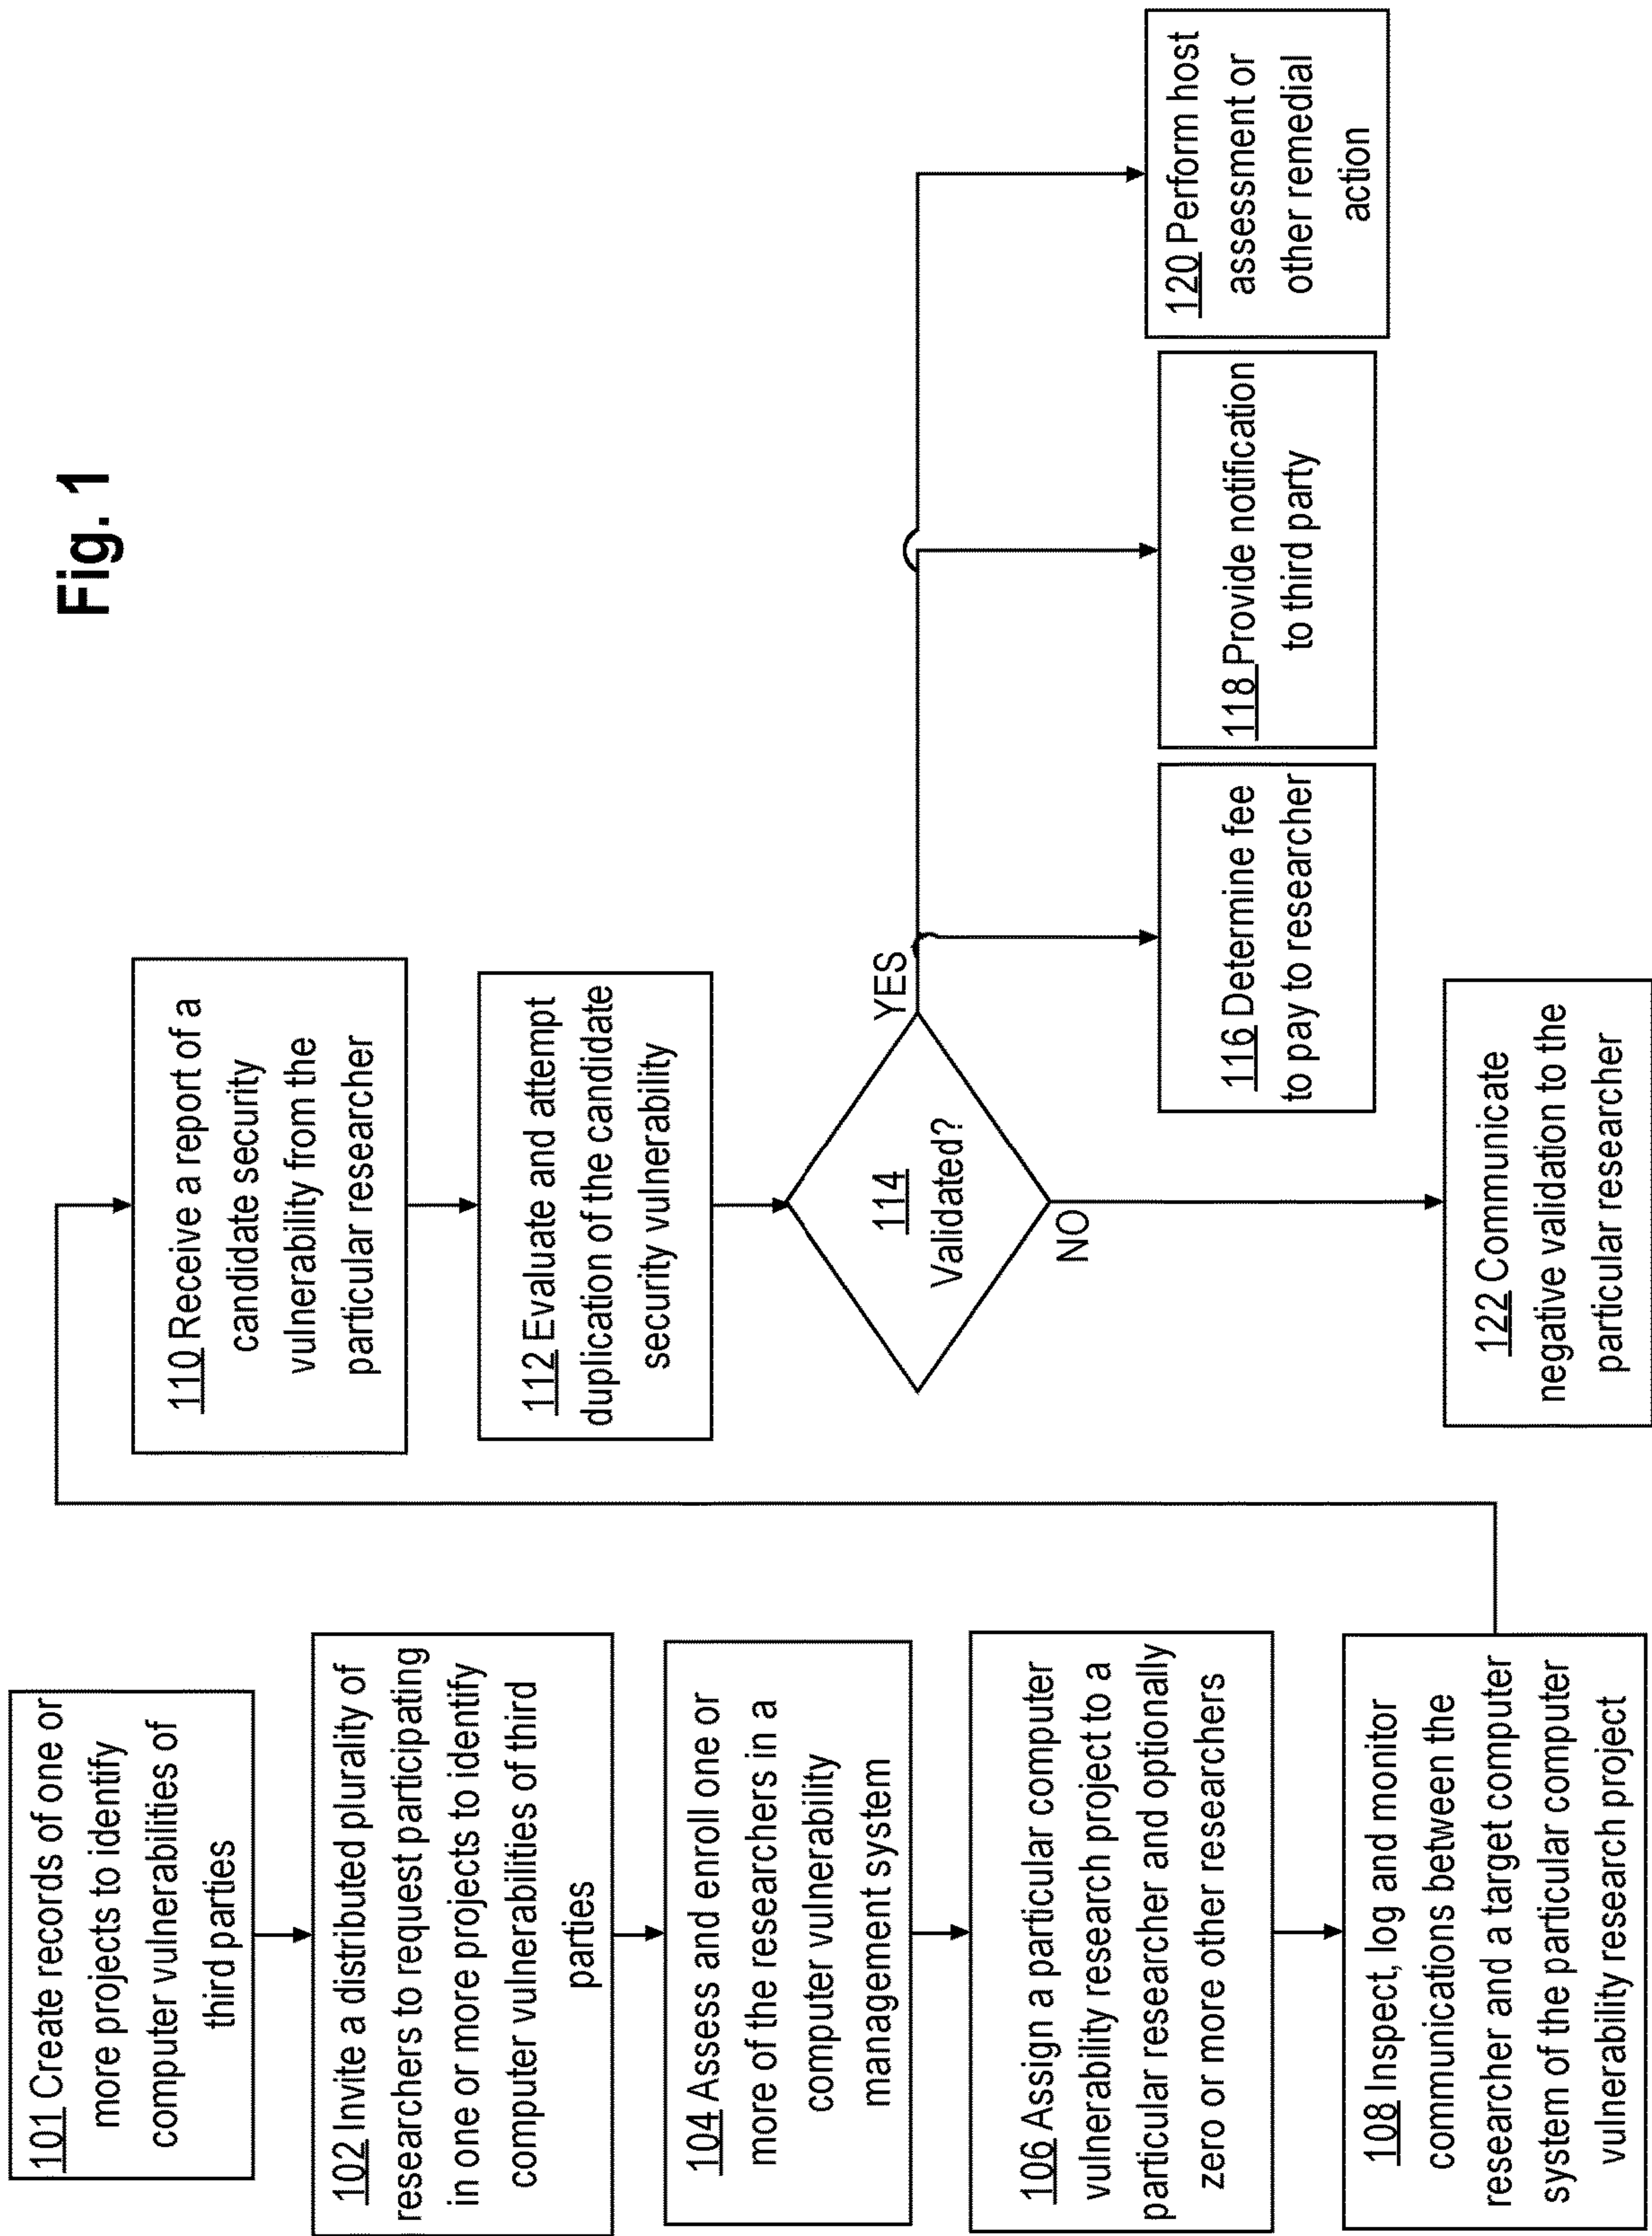 Fig. 1
101 Create records of one or
more projects to identify
computer vulnerabilities of
third parties
102 Invite a distributed plurality of
researchers to request participating
in one or more projects to identify
computer vulnerabilities of third
parties
104 Assess and enroll one or
more of the researchers in a
computer vulnerability
management system
106 Assign a particular computer
vulnerability research project to a
particular researcher and optionally
zero or more other researchers
108 Inspect, log and monitor
communications between the
researcher and a target computer
system of the particular computer
vulnerability research project
110 Receive a report of a
candidate security
vulnerability from the
particular researcher
112 Evaluate and attempt
duplication of the candidate
security vulnerability
114
Validated?
YES
NO
116 Determine fee
to pay to researcher
118 Provide notification
to third party
120 Perform host
assessment or
other remedial
action
122 Communicate
negative validation to the
particular researcher